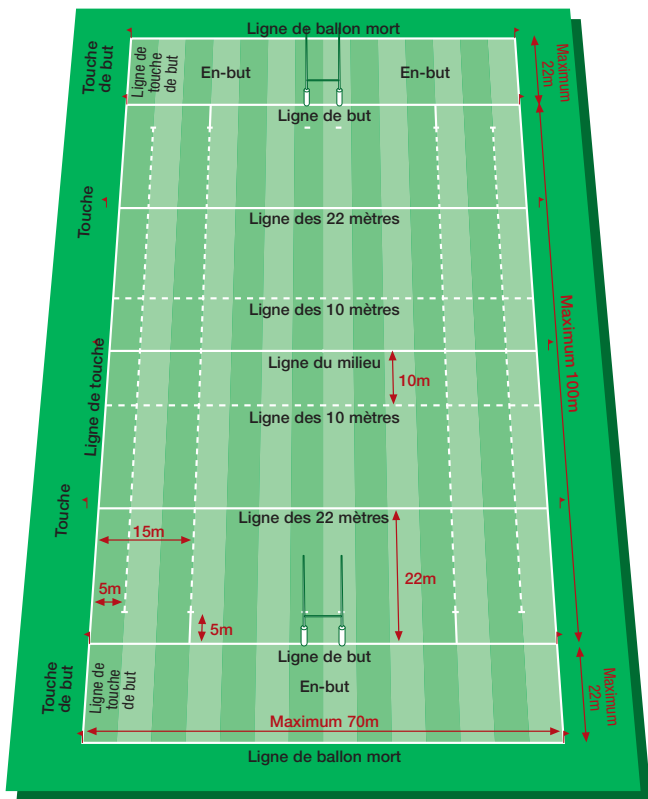 Ligne de ballon mort
Touche
de but
Ligne de
touche
de but
En-but
En-but
Maximum
22m
Ligne de but
Touche
Ligne des 22 mètres
Ligne des 10 mètres
Maximum 100m
Ligne de touche
Ligne du milieu
10m
Ligne des 10 mètres
Touche
Ligne des 22 mètres
15m
5m
22m
5m
Touche
de but
Ligne de
touche
de but
Ligne de but
En-but
Maximum
22m
Maximum 70m
Ligne de ballon mort